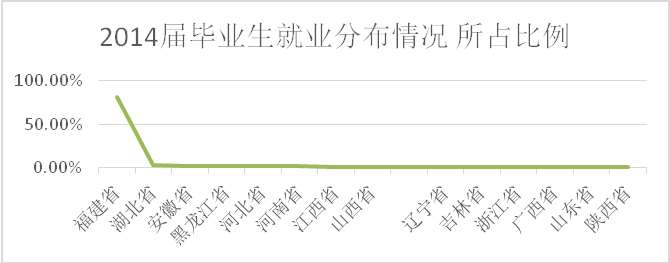 2014届毕业生就业分布情况 所占比例
100.00%
50.00%
0.00%
福建省
湖北省
安徽省
黑龙江省
河北省
河南省
江西省
山西省
辽宁省
吉林省
浙江省
广西省
山东省
陕西省